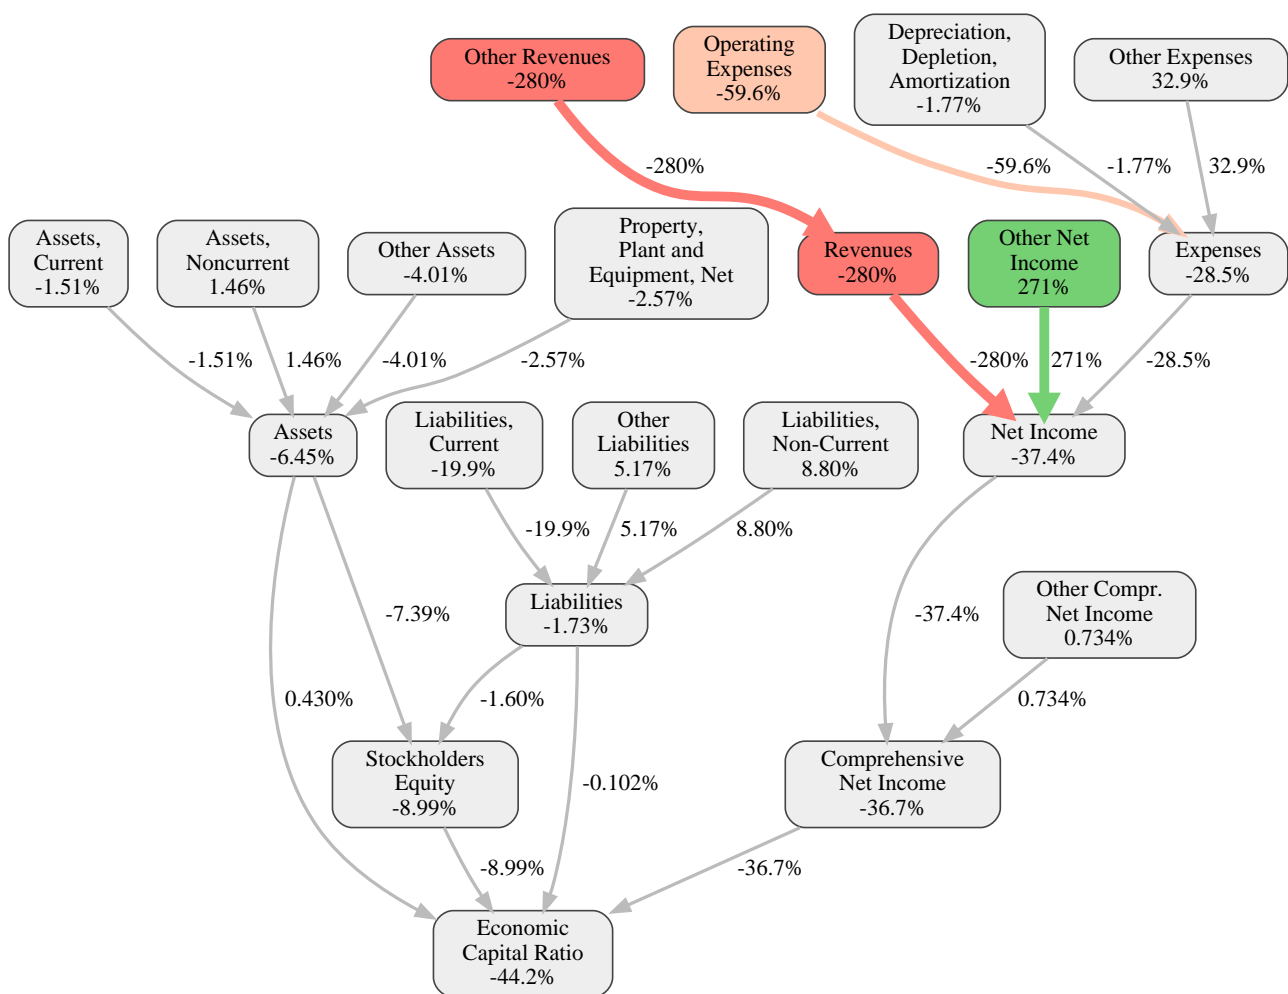 Other Revenues
-280%
Operating
Expenses
-59.6%
Depreciation,
Depletion,
Amortization
-1.77%
Other Expenses
32.9%
-280%
-59.6%
-1.77%
32.9%
Assets,
Current
-1.51%
Assets,
Noncurrent
1.46%
Other Assets
-4.01%
Property,
Plant and
Equipment, Net
-2.57%
Revenues
-280%
Other Net
Income
271%
Expenses
-28.5%
-1.51%
1.46%
-4.01%
-2.57%
-280%
271%
-28.5%
Assets
-6.45%
Liabilities,
Current
-19.9%
Other
Liabilities
5.17%
Liabilities,
Non-Current
8.80%
Net Income
-37.4%
-19.9%
5.17%
8.80%
Liabilities
-1.73%
-7.39%
-37.4%
Other Compr.
Net Income
0.734%
0.430%
-1.60%
0.734%
Stockholders
Equity
-8.99%
-0.102%
Comprehensive
Net Income
-36.7%
-8.99%
-36.7%
Economic
Capital Ratio
-44.2%